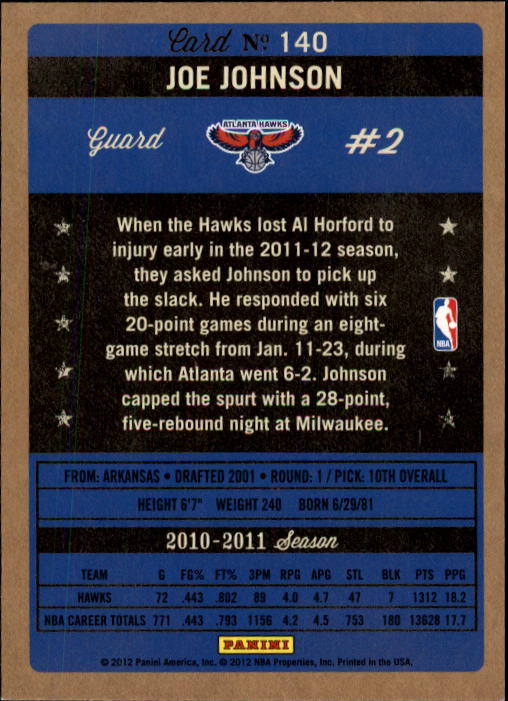 Card Nº 140
JOE JOHNSON
Guard
ATLANTA HAWKS
#2
When the Hawks lost Al Horford to
injury early in the 2011-12 season,
they asked Johnson to pick up
the slack. He responded with six
20-point games during an eight-
game stretch from Jan. 11-23, during
which Atlanta went 6-2. Johnson
capped the spurt with a 28-point,
five-rebound night at Milwaukee.
NBA
FROM: ARKANSAS • DRAFTED 2001 • ROUND: 1 / PICK: 10TH OVERALL
HEIGHT 6'7" WEIGHT 240 BORN 6/29/81
2010-2011 Season
TEAM G FG% FT% 3PM RPG APG STL BLK PTS PPG
HAWKS 72 .443 .802 89 4.0 4.7 47 7 1312 18.2
NBA CAREER TOTALS 771 .443 .793 1156 4.2 4.5 753 180 13628 17.7
PANINI
© 2012 Panini America, Inc. © 2012 NBA Properties, Inc. Printed in the USA.